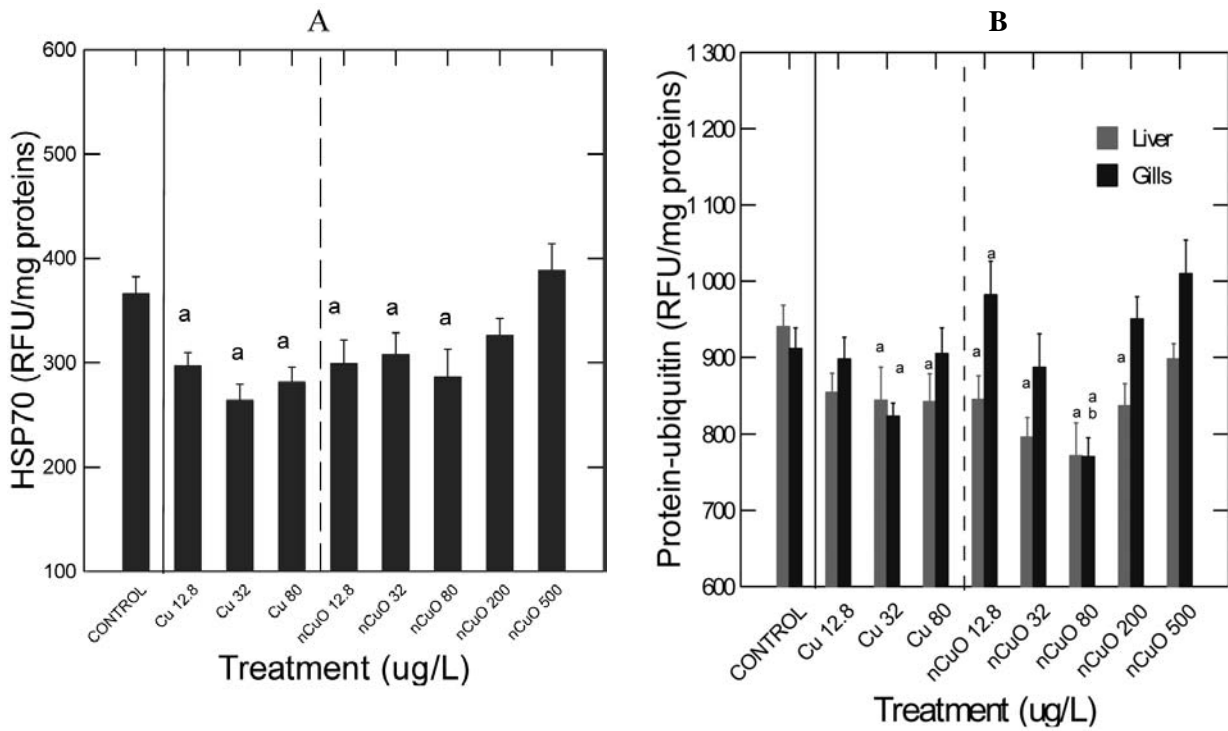 A
HSP70 (RFU/mg proteins)
600
500
400
300
200
100
a
a
a
a
a
a
CONTROL
Cu 12.8
Cu 32
Cu 80
nCuO 12.8
nCuO 32
nCuO 80
nCuO 200
nCuO 500
Treatment (ug/L)
B
Protein-ubiquitin (RFU/mg proteins)
1 300
1 200
1 100
1 000
900
800
700
600
Liver
Gills
a
a
a
a
a
a
a
a
b
a
CONTROL
Cu 12.8
Cu 32
Cu 80
nCuO 12.8
nCuO 32
nCuO 80
nCuO 200
nCuO 500
Treatment (ug/L)